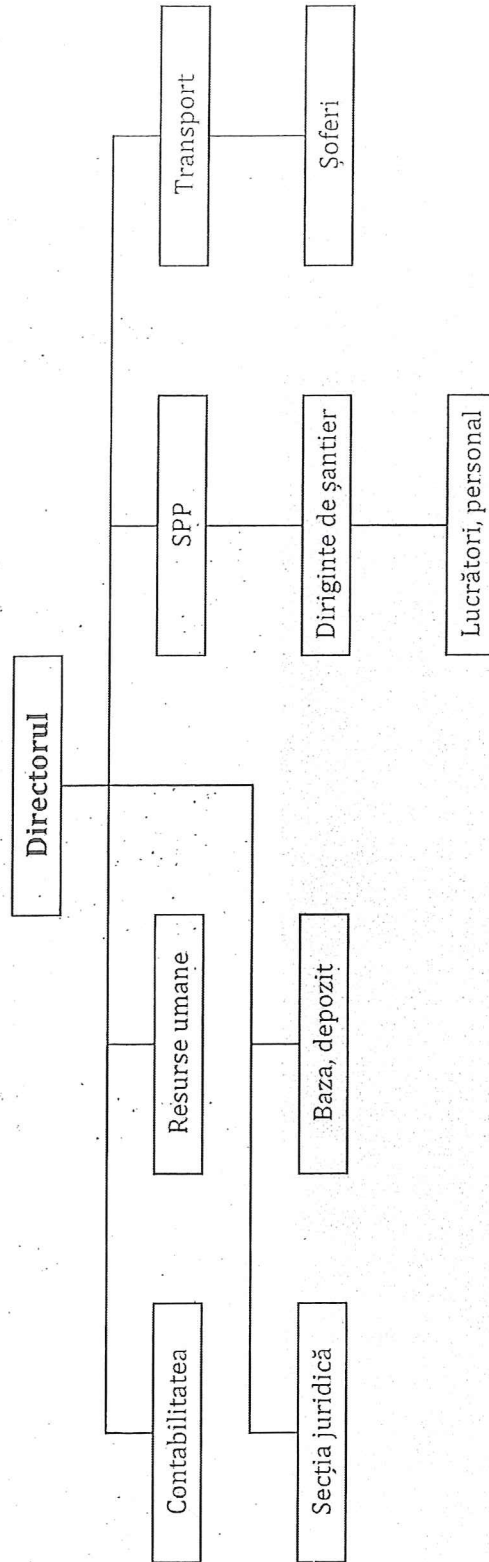 Directorul
Contabilitatea
Resurse umane
SPP
Transport
Secția juridică
Baza, depozit
Diriginte de șantier
Șoferi
Lucrători, personal